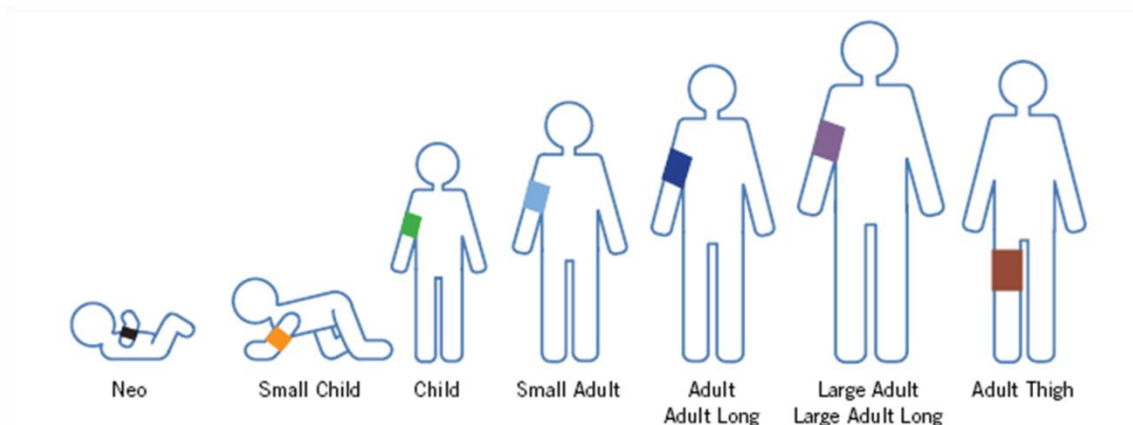 Neo
Small Child
Child
Small Adult
Adult
Adult Long
Large Adult
Large Adult Long
Adult Thigh